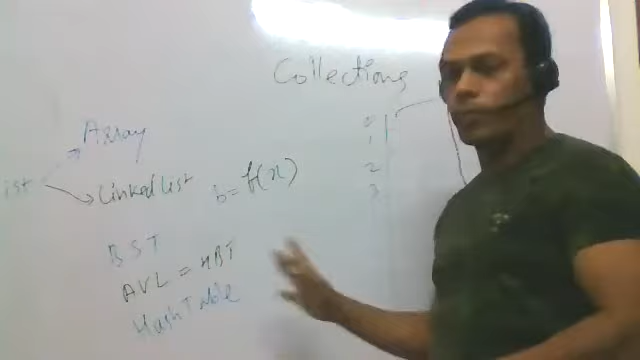 Collections
Array
ist
Linked List
b = f(x)
0
1
2
3
BST
AVL = HBT
HashTable